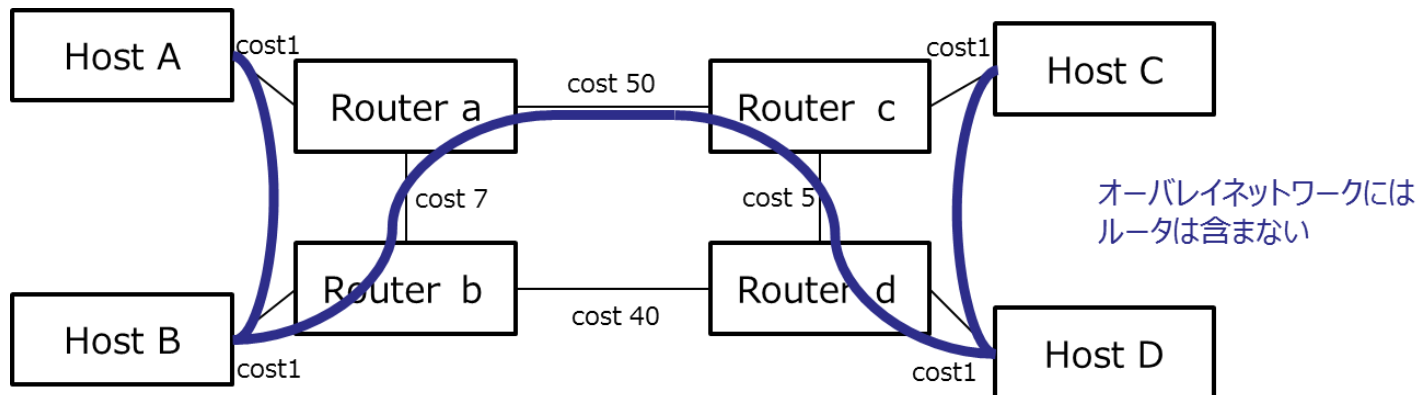 Host A
cost1
Router a
cost 50
Router c
cost1
Host C
cost 7
cost 5
オーバレイネットワークには
ルータは含まない
Host B
cost1
Router b
cost 40
Router d
cost1
Host D